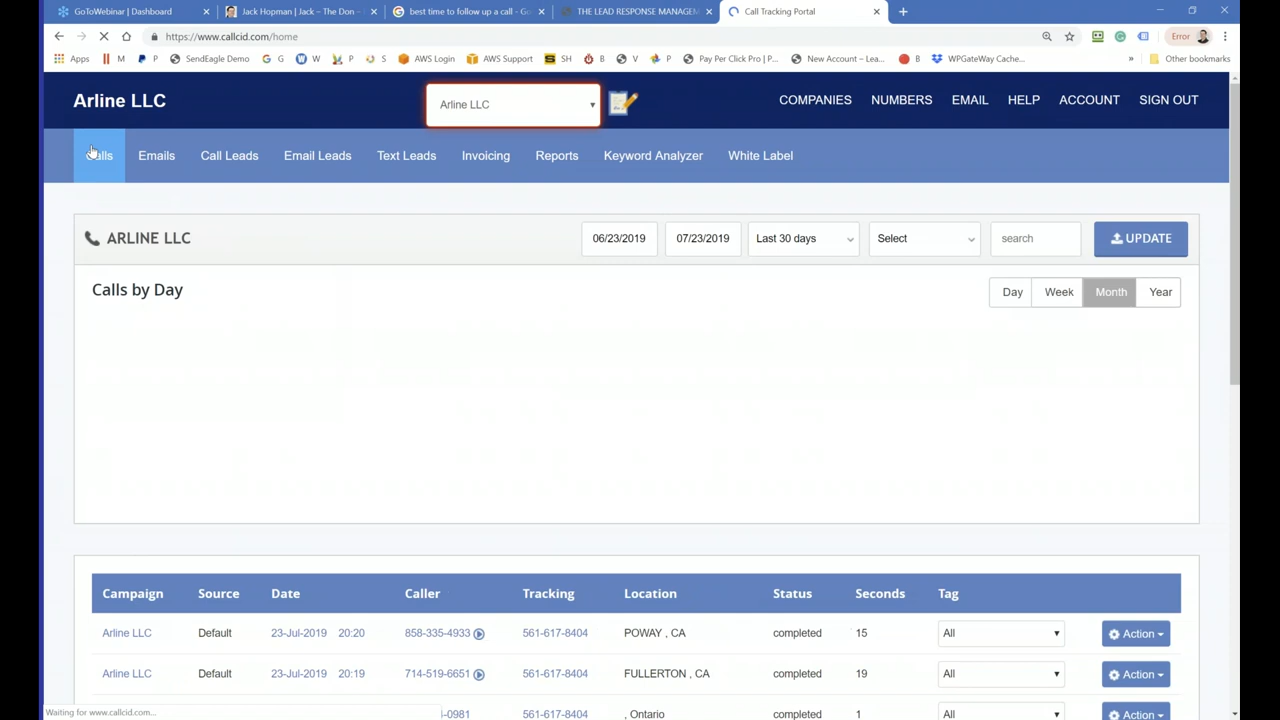 GoToWebinar | Dashboard
Jack Hopman | Jack – The Don -
best time to follow up a call - Go
THE LEAD RESPONSE MANAGEM
Call Tracking Portal
https://www.callcid.com/home
Error
Apps
M
P
SendEagle Demo
G
W
P
S
AWS Login
AWS Support
SH
B
V
P
Pay Per Click Pro | P...
New Account – Lea...
B
WPGateWay Cache...
»
Other bookmarks
Arline LLC
Arline LLC
COMPANIES
NUMBERS
EMAIL
HELP
ACCOUNT
SIGN OUT
Calls
Emails
Call Leads
Email Leads
Text Leads
Invoicing
Reports
Keyword Analyzer
White Label
ARLINE LLC
06/23/2019
07/23/2019
Last 30 days
Select
search
UPDATE
Calls by Day
Day
Week
Month
Year
Campaign Source Date Caller Tracking Location Status Seconds Tag
Arline LLC Default 23-Jul-2019 20:20 858-335-4933 561-617-8404 POWAY , CA completed 15 All Action
Arline LLC Default 23-Jul-2019 20:19 714-519-6651 561-617-8404 FULLERTON , CA completed 19 All Action
-0981 , Ontario completed 1 All Action
Waiting for www.callcid.com...